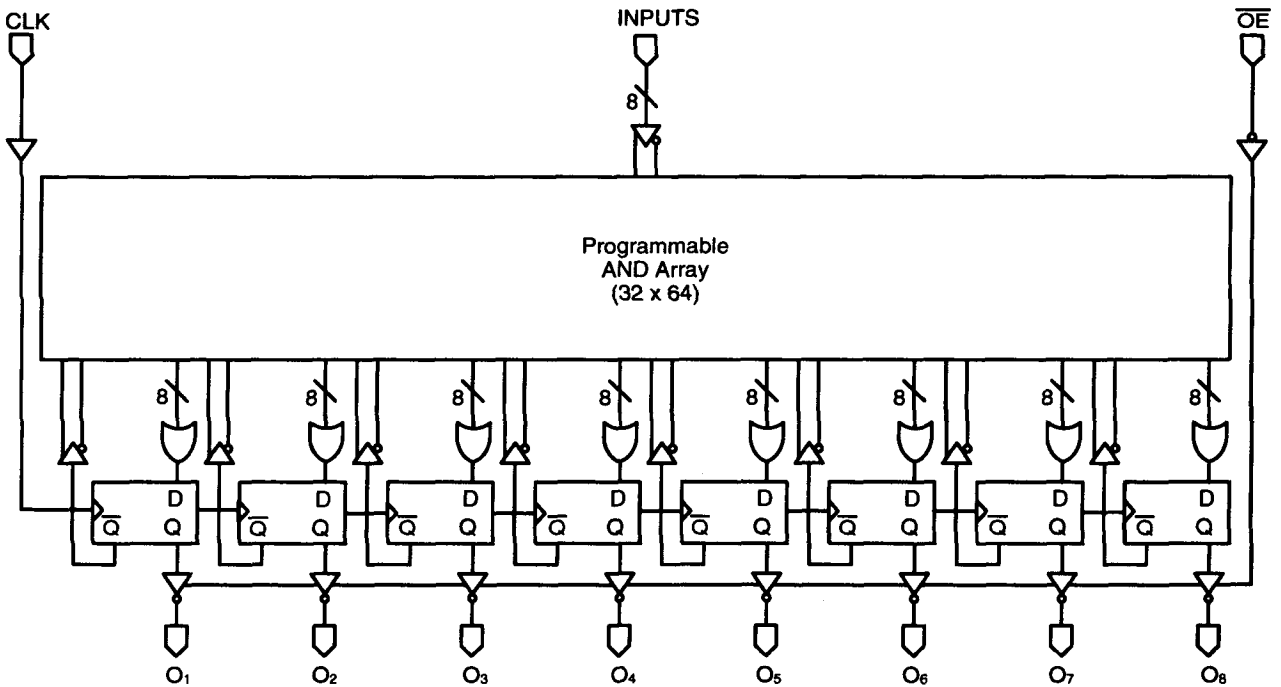 CLK
INPUTS
O̅E̅
8
Programmable
AND Array
(32 x 64)
8 8 8 8 8 8 8 8
D D D D D D D D
Q̅ Q Q̅ Q Q̅ Q Q̅ Q Q̅ Q Q̅ Q Q̅ Q Q̅ Q
O₁ O₂ O₃ O₄ O₅ O₆ O₇ O₈